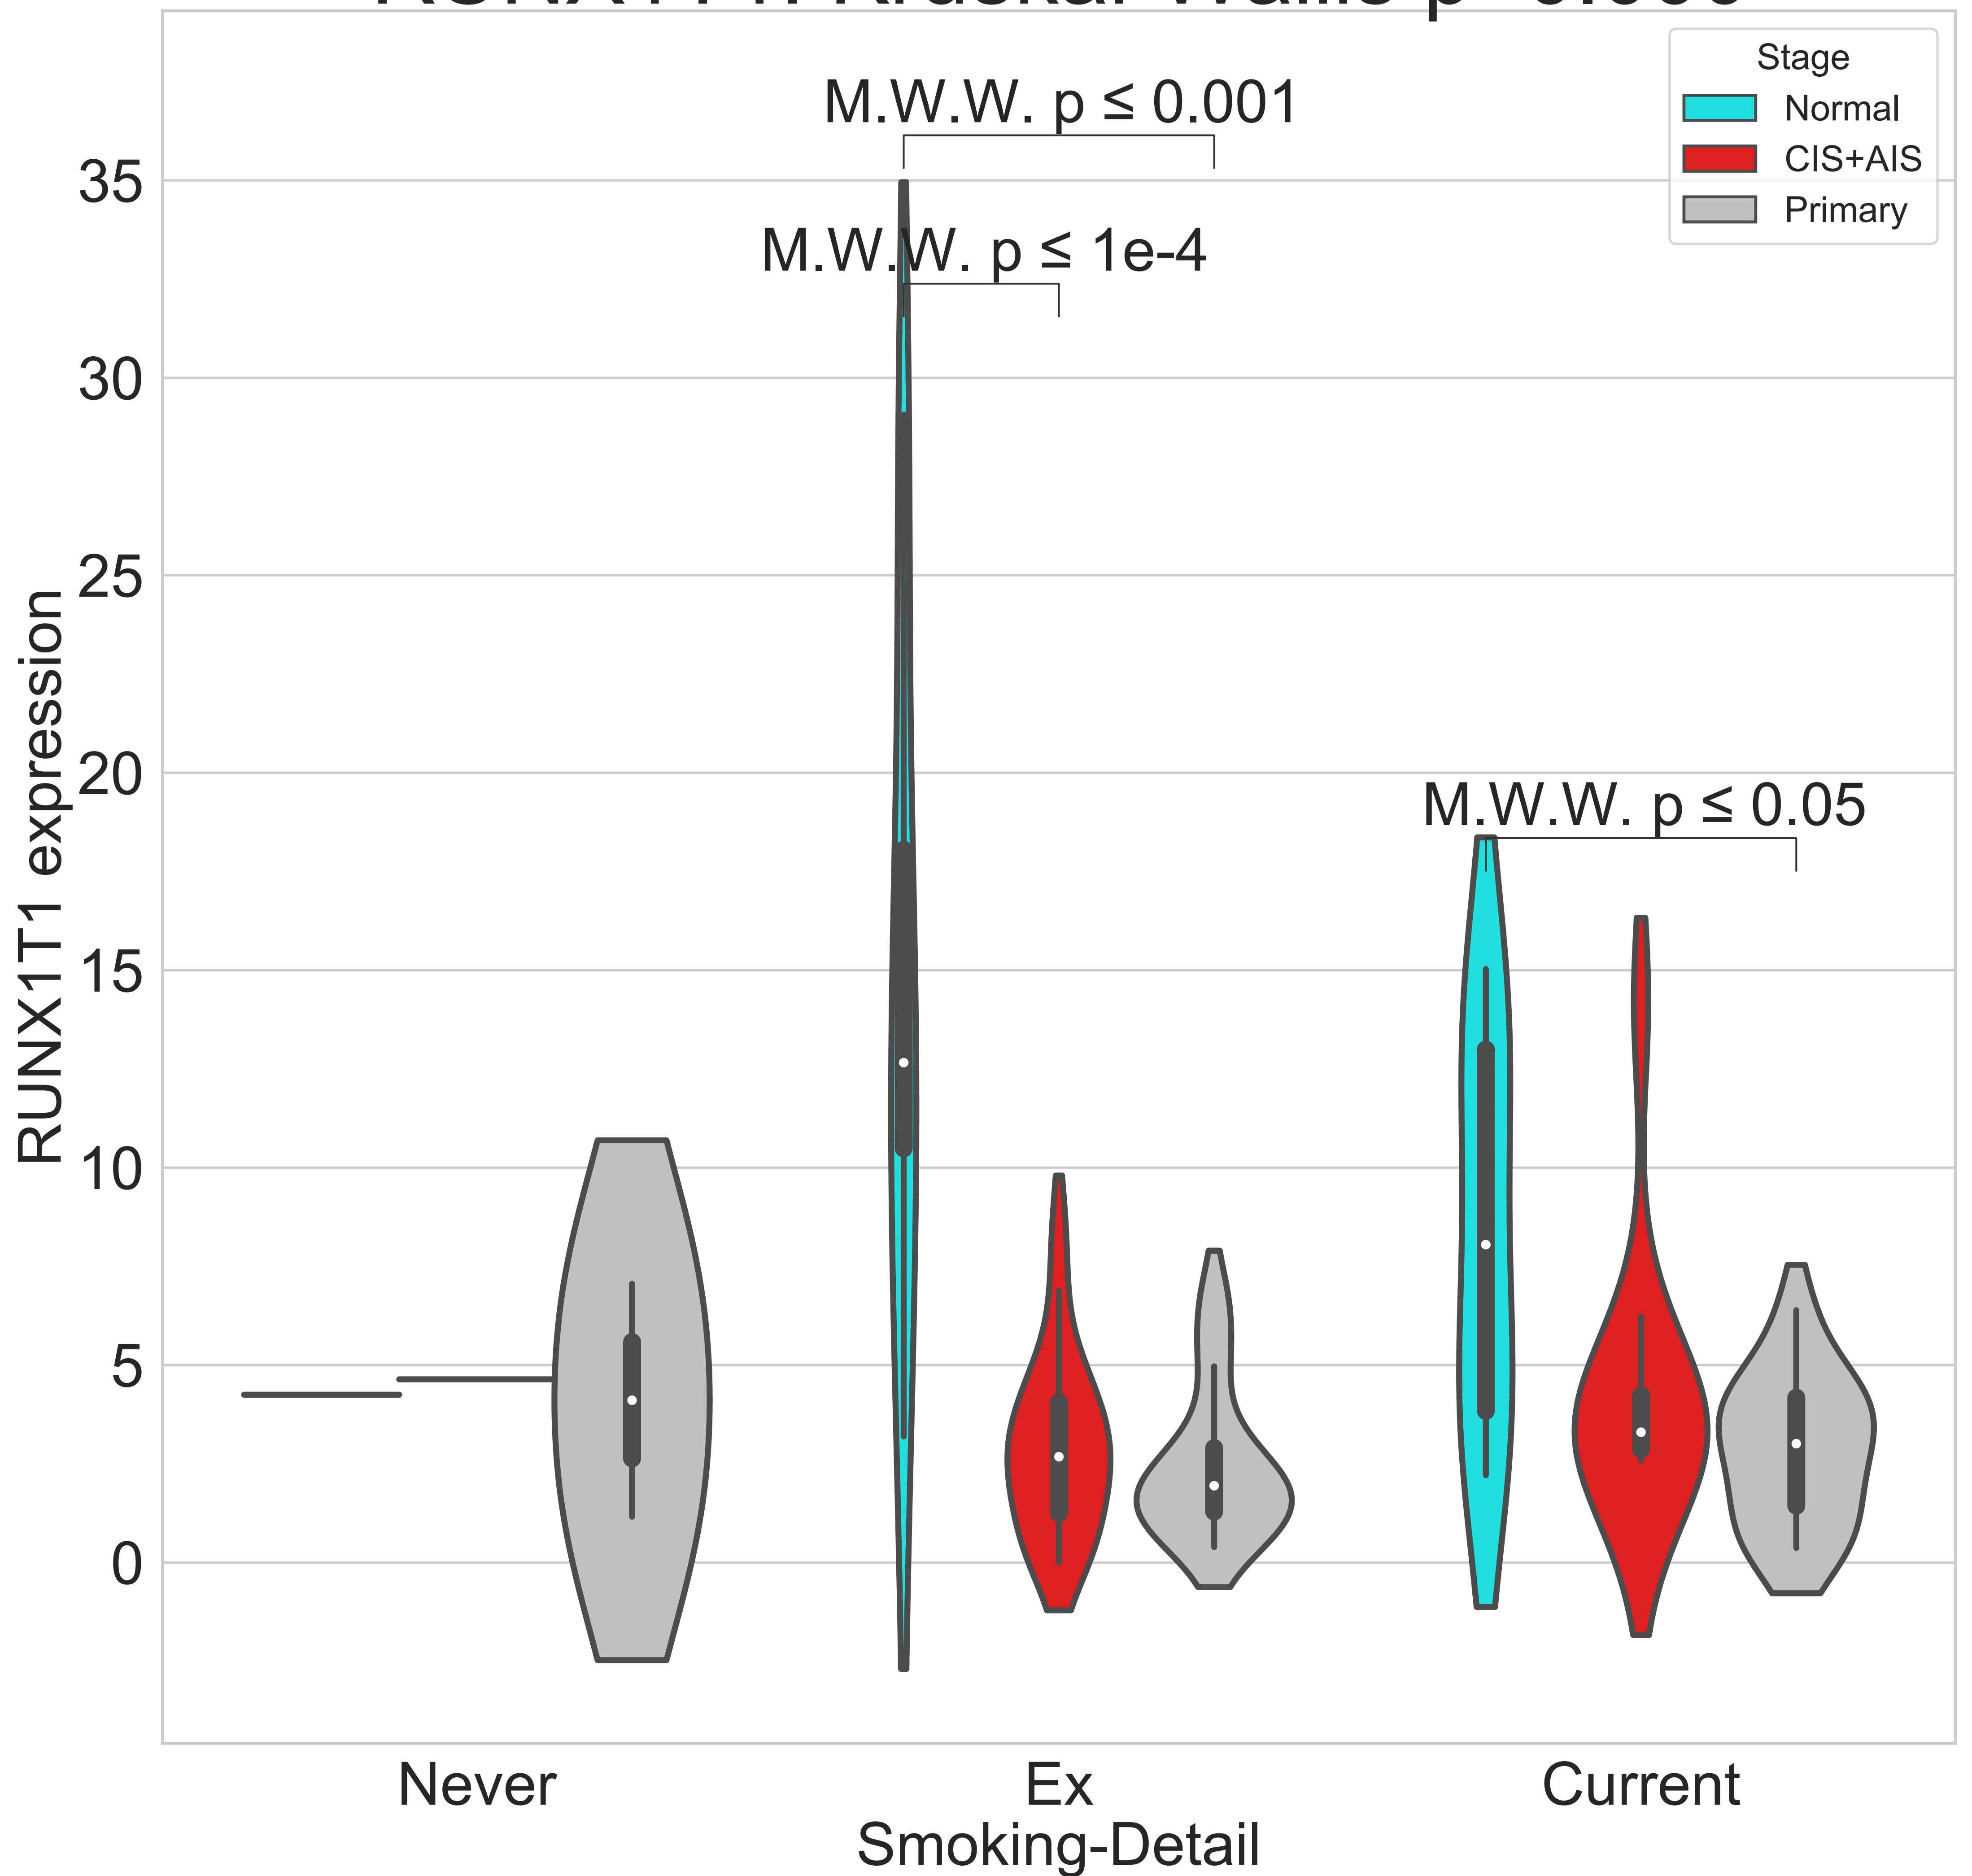 Stage
Normal
CIS+AIS
Primary
M.W.W. p ≤ 0.001
M.W.W. p ≤ 1e-4
M.W.W. p ≤ 0.05
RUNX1T1 expression
35
30
25
20
15
10
5
0
Never
Ex
Current
Smoking-Detail